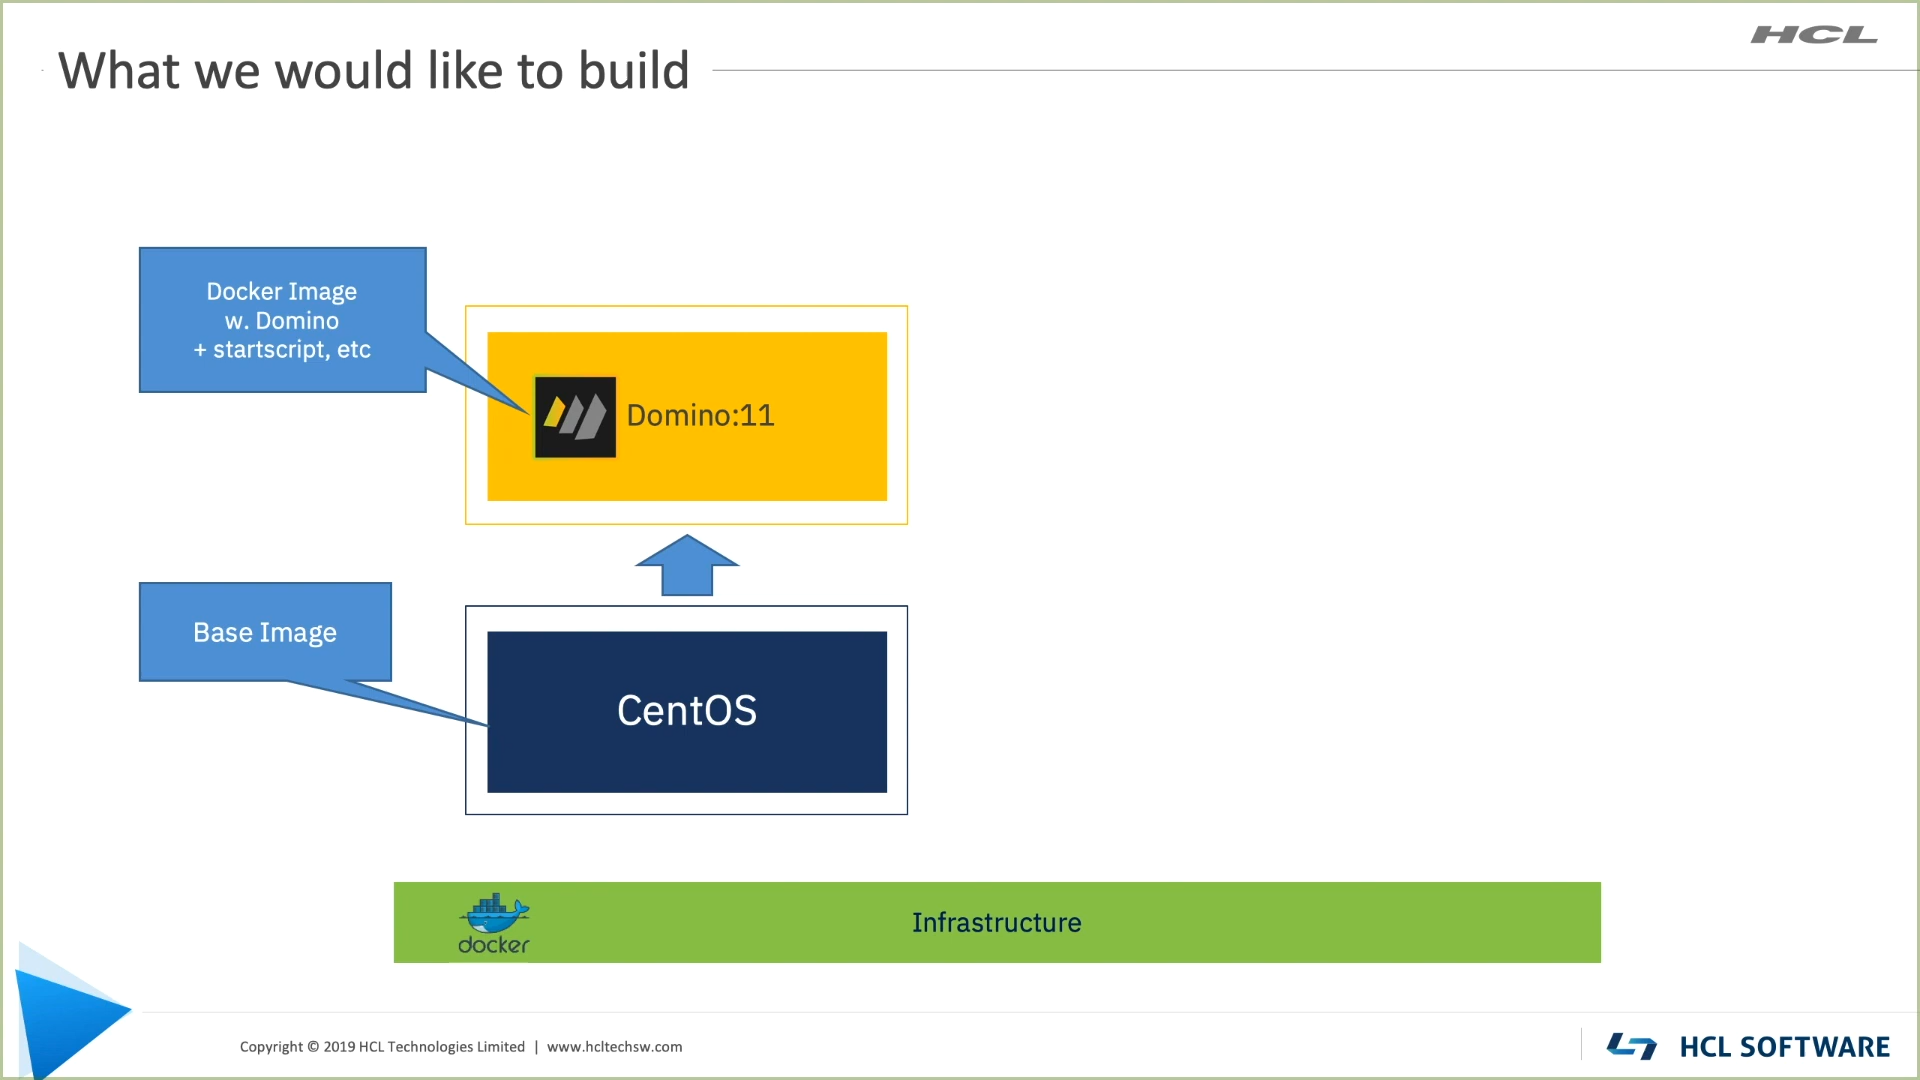 HCL
What we would like to build
Docker Image
w. Domino
+ startscript, etc
Domino:11
Base Image
CentOS
docker
Infrastructure
Copyright © 2019 HCL Technologies Limited | www.hcltechsw.com
HCL SOFTWARE